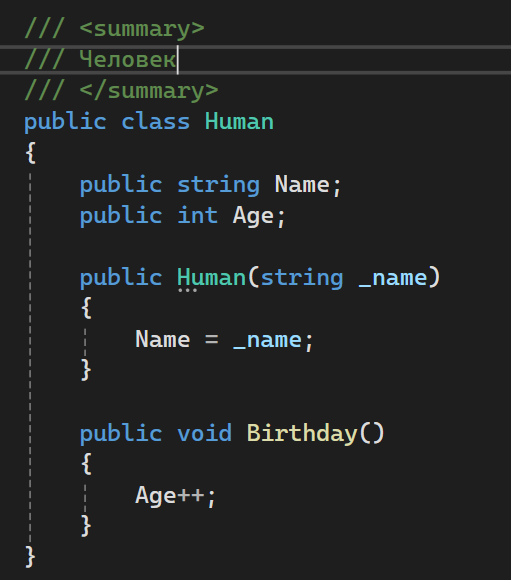 /// <summary>
/// Человек
/// </summary>
public class Human
{
    public string Name;
    public int Age;

    public Human(string _name)
    {
        Name = _name;
    }

    public void Birthday()
    {
        Age++;
    }
}